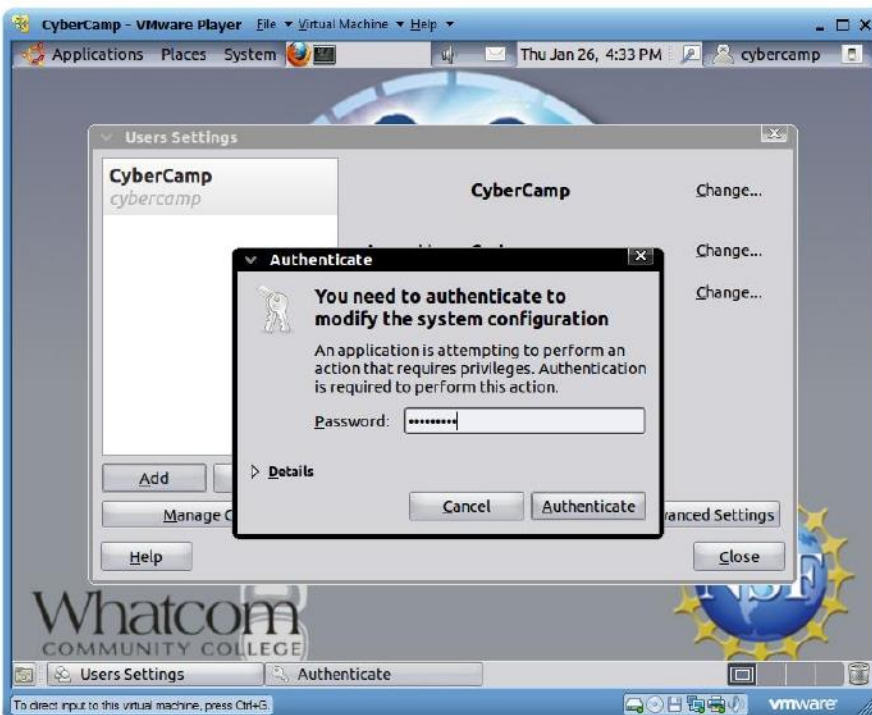 CyberCamp - VMware Player File Virtual Machine Help
Applications Places System Thu Jan 26, 4:33 PM cybercamp
Users Settings
CyberCamp
cybercamp
CyberCamp Change...
Change...
Change...
Authenticate
You need to authenticate to
modify the system configuration
An application is attempting to perform an
action that requires privileges. Authentication
is required to perform this action.
Password: •••••••••
Details
Cancel Authenticate
Add
Manage
Settings
Help Close
Whatcom
COMMUNITY COLLEGE
NSF
Users Settings Authenticate
To direct input to this virtual machine, press Ctrl+G.
vmware